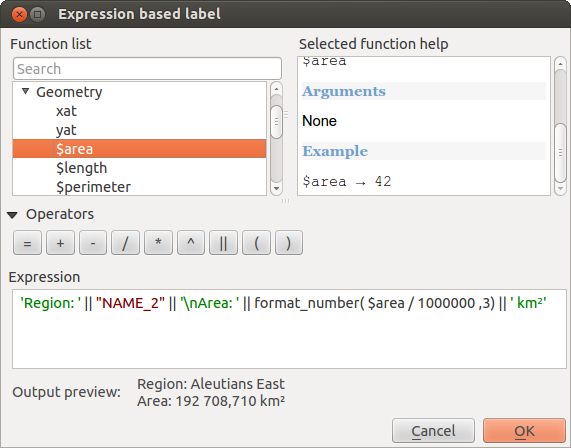 Expression based label
Function list
Search
Geometry
xat
yat
$area
$length
$perimeter
Selected function help
$area
Arguments
None
Example
$area → 42
Operators
= + - / * ^ || ( )
Expression
'Region: ' || "NAME_2" || '\nArea: ' || format_number( $area / 1000000 ,3) || ' km²'
Output preview: Region: Aleutians East
Area: 192 708,710 km²
Cancel
OK